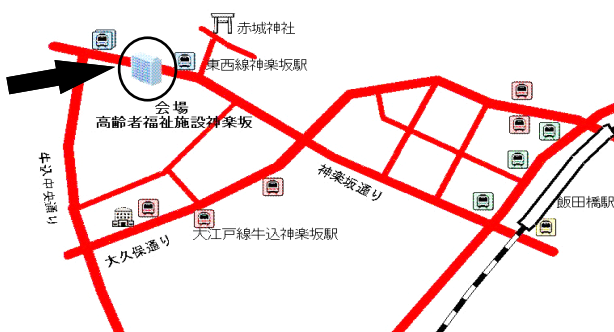 赤城神社
東西線神楽坂駅
会場
高齢者福祉施設神楽坂
牛込中央通り
神楽坂通り
飯田橋駅
大江戸線牛込神楽坂駅
大久保通り